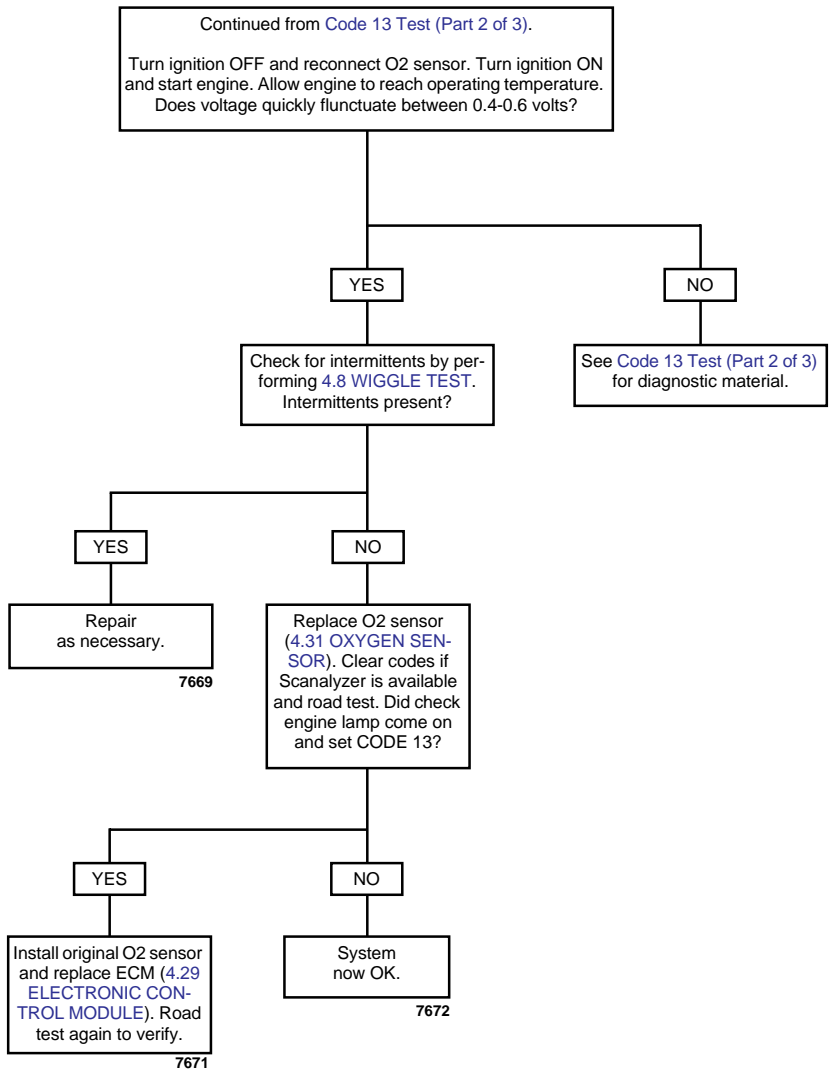 Continued from Code 13 Test (Part 2 of 3).
Turn ignition OFF and reconnect O2 sensor. Turn ignition ON
and start engine. Allow engine to reach operating temperature.
Does voltage quickly flunctuate between 0.4-0.6 volts?
YES
NO
Check for intermittents by per-
forming 4.8 WIGGLE TEST.
Intermittents present?
See Code 13 Test (Part 2 of 3)
for diagnostic material.
YES
NO
Repair
as necessary.
7669
Replace O2 sensor
(4.31 OXYGEN SEN-
SOR). Clear codes if
Scanalyzer is available
and road test. Did check
engine lamp come on
and set CODE 13?
YES
NO
Install original O2 sensor
and replace ECM (4.29
ELECTRONIC CON-
TROL MODULE). Road
test again to verify.
7671
System
now OK.
7672